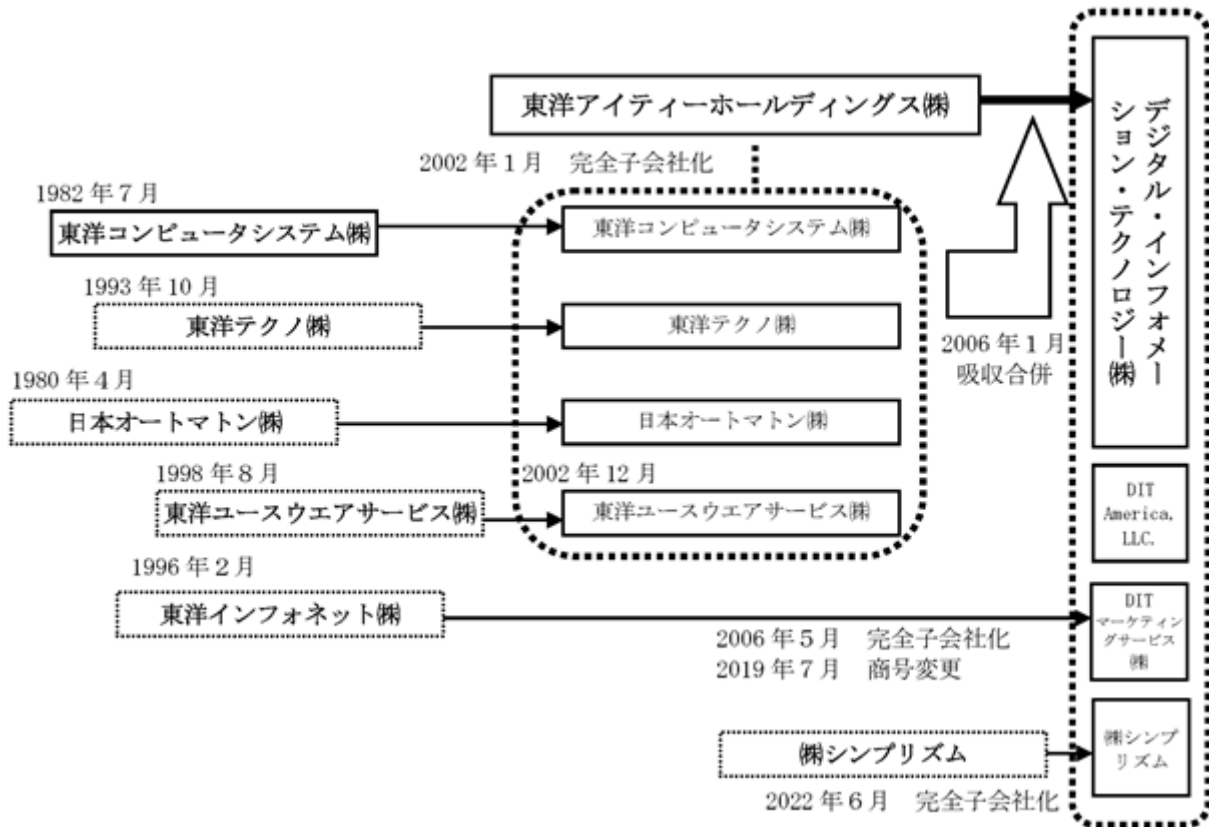 東洋アイティーホールディングス㈱
デジタル・インフォメー
ション・テクノロジー㈱
2002年1月　完全子会社化
1982年7月
東洋コンピュータシステム㈱
東洋コンピュータシステム㈱
1993年10月
東洋テクノ㈱
東洋テクノ㈱
2006年1月
吸収合併
1980年4月
日本オートマトン㈱
日本オートマトン㈱
1998年8月
2002年12月
東洋ユースウエアサービス㈱
東洋ユースウエアサービス㈱
DIT
America,
LLC.
1996年2月
東洋インフォネット㈱
DIT
マーケティン
グサービス
㈱
2006年5月　完全子会社化
2019年7月　商号変更
㈱シンプリズム
㈱シンプ
リズム
2022年6月　完全子会社化